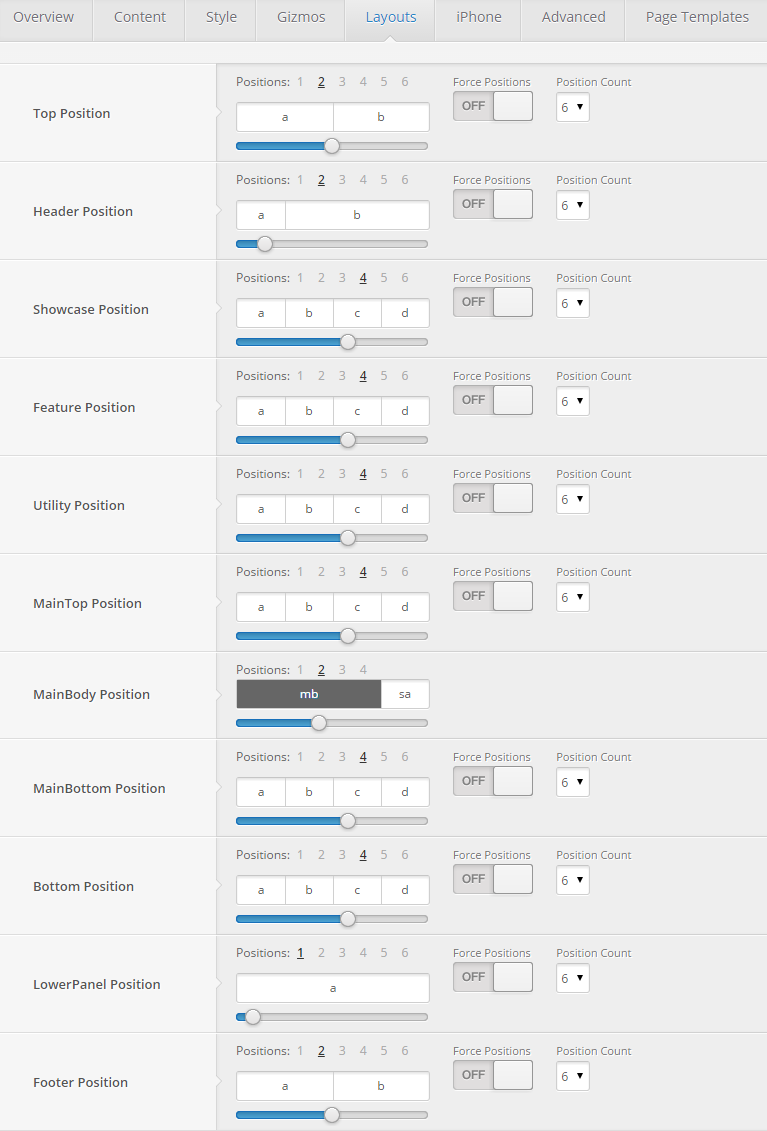 Overview Content Style Gizmos Layouts iPhone Advanced Page Templates
Positions: 1 2 3 4 5 6 Force Positions Position Count
Top Position a b OFF 6
Positions: 1 2 3 4 5 6 Force Positions Position Count
Header Position a b OFF 6
Positions: 1 2 3 4 5 6 Force Positions Position Count
Showcase Position a b c d OFF 6
Positions: 1 2 3 4 5 6 Force Positions Position Count
Feature Position a b c d OFF 6
Positions: 1 2 3 4 5 6 Force Positions Position Count
Utility Position a b c d OFF 6
Positions: 1 2 3 4 5 6 Force Positions Position Count
MainTop Position a b c d OFF 6
Positions: 1 2 3 4
MainBody Position mb sa
Positions: 1 2 3 4 5 6 Force Positions Position Count
MainBottom Position a b c d OFF 6
Positions: 1 2 3 4 5 6 Force Positions Position Count
Bottom Position a b c d OFF 6
Positions: 1 2 3 4 5 6 Force Positions Position Count
LowerPanel Position a OFF 6
Positions: 1 2 3 4 5 6 Force Positions Position Count
Footer Position a b OFF 6